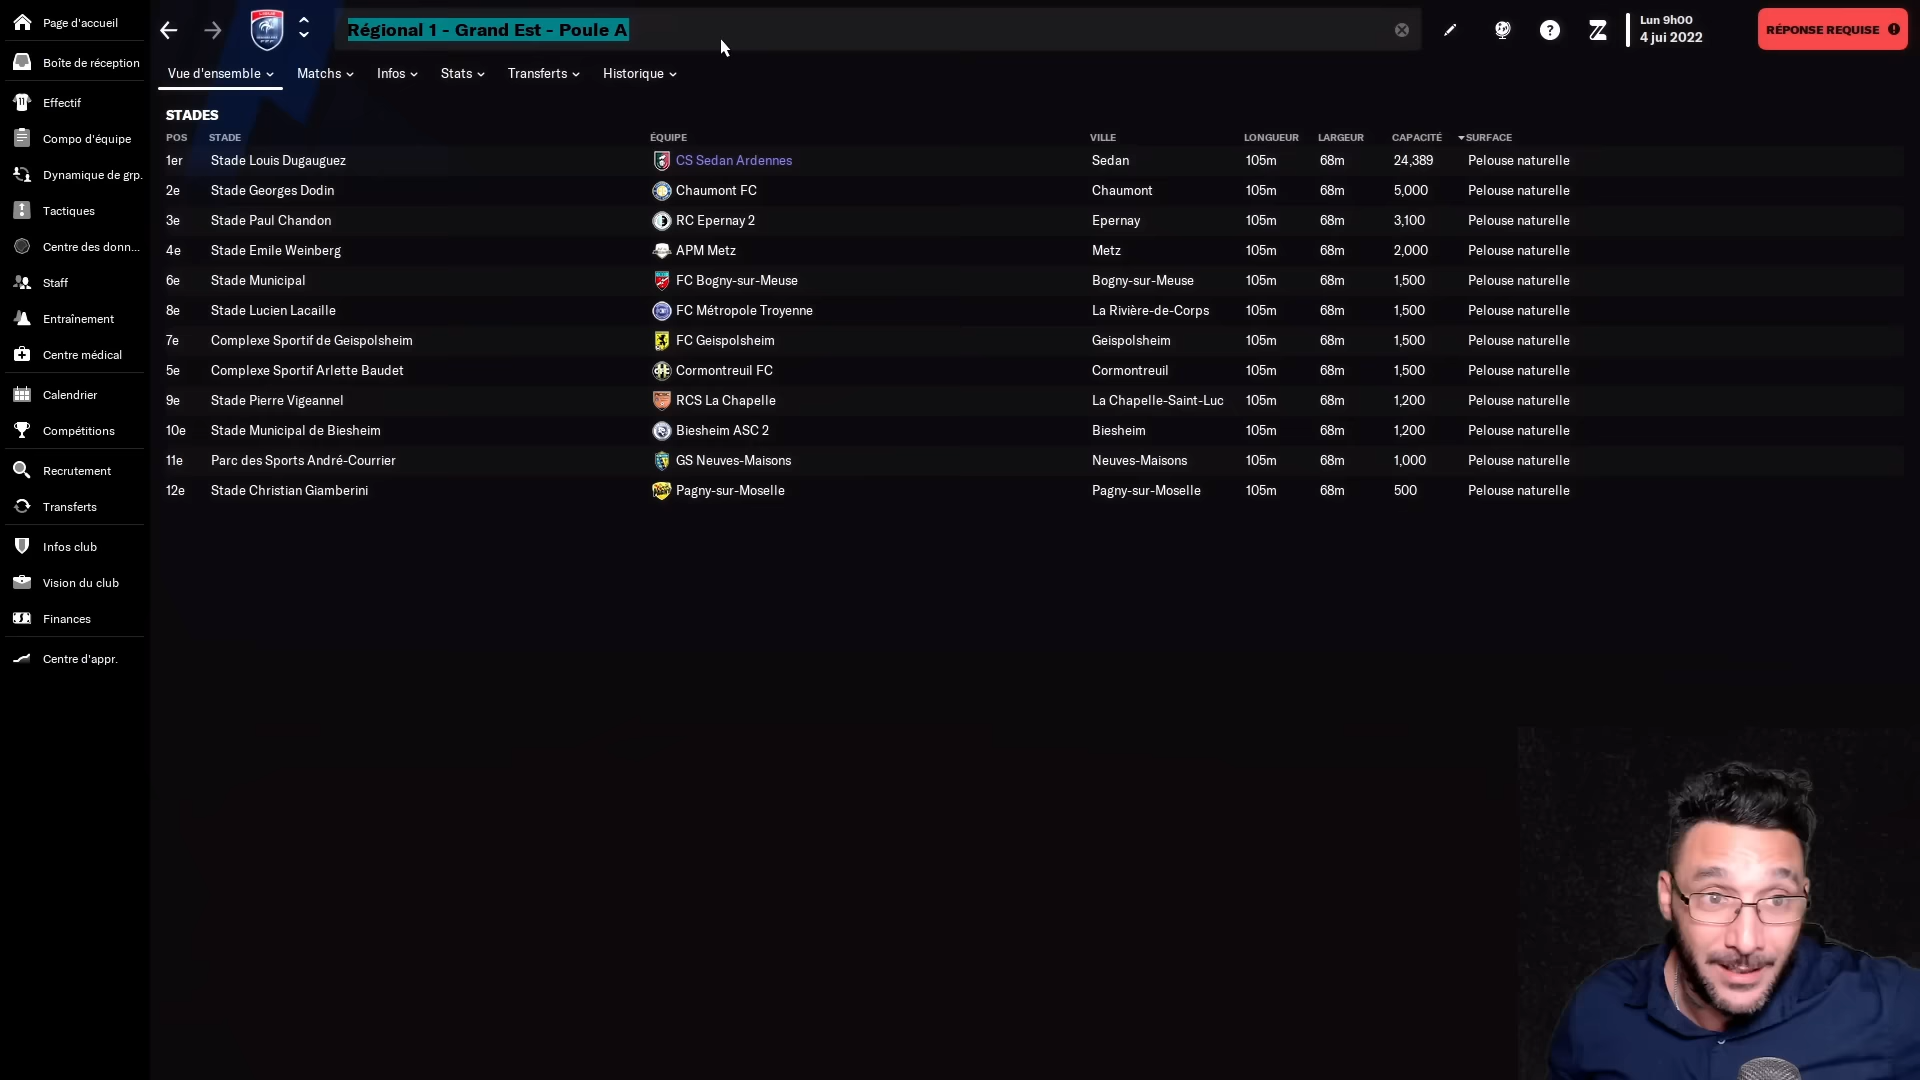 Page d'accueil
Boîte de réception
Effectif
Compo d'équipe
Dynamique de grp.
Tactiques
Centre des donn...
Staff
Entraînement
Centre médical
Calendrier
Compétitions
Recrutement
Transferts
Infos club
Vision du club
Finances
Centre d'appr.
Régional 1 - Grand Est - Poule A
Lun 9h00
4 jui 2022
RÉPONSE REQUISE
Vue d'ensemble Matchs Infos Stats Transferts Historique
STADES
POS STADE ÉQUIPE VILLE LONGUEUR LARGEUR CAPACITÉ SURFACE
1er Stade Louis Dugauguez CS Sedan Ardennes Sedan 105m 68m 24,389 Pelouse naturelle
2e Stade Georges Dodin Chaumont FC Chaumont 105m 68m 5,000 Pelouse naturelle
3e Stade Paul Chandon RC Epernay 2 Epernay 105m 68m 3,100 Pelouse naturelle
4e Stade Emile Weinberg APM Metz Metz 105m 68m 2,000 Pelouse naturelle
6e Stade Municipal FC Bogny-sur-Meuse Bogny-sur-Meuse 105m 68m 1,500 Pelouse naturelle
8e Stade Lucien Lacaille FC Métropole Troyenne La Rivière-de-Corps 105m 68m 1,500 Pelouse naturelle
7e Complexe Sportif de Geispolsheim FC Geispolsheim Geispolsheim 105m 68m 1,500 Pelouse naturelle
5e Complexe Sportif Arlette Baudet Cormontreuil FC Cormontreuil 105m 68m 1,500 Pelouse naturelle
9e Stade Pierre Vigeannel RCS La Chapelle La Chapelle-Saint-Luc 105m 68m 1,200 Pelouse naturelle
10e Stade Municipal de Biesheim Biesheim ASC 2 Biesheim 105m 68m 1,200 Pelouse naturelle
11e Parc des Sports André-Courrier GS Neuves-Maisons Neuves-Maisons 105m 68m 1,000 Pelouse naturelle
12e Stade Christian Giamberini Pagny-sur-Moselle Pagny-sur-Moselle 105m 68m 500 Pelouse naturelle